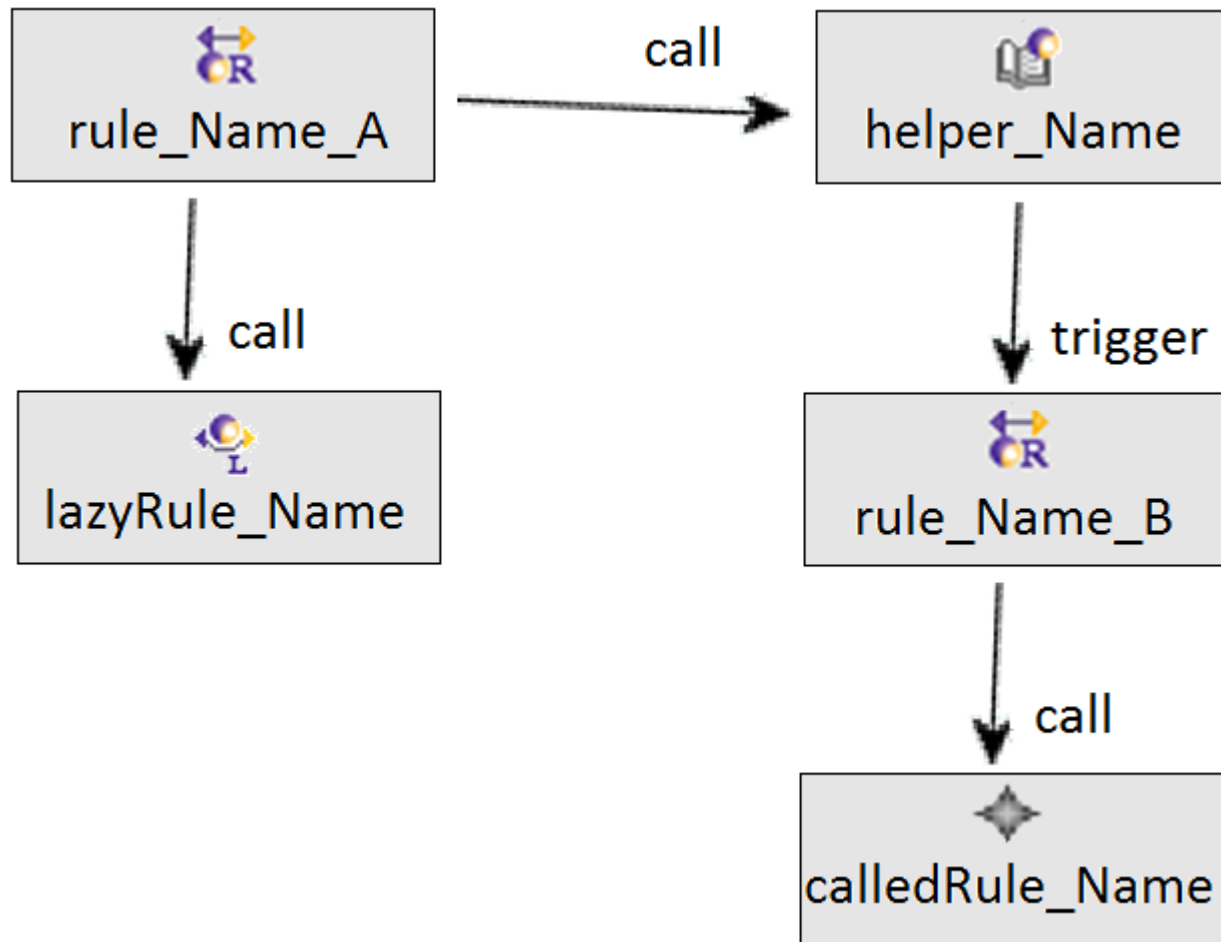 R
call
rule_Name_A
helper_Name
call
trigger
L
lazyRule_Name
R
rule_Name_B
call
calledRule_Name